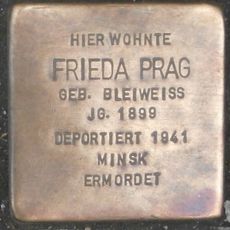 HIER WOHNTE
FRIEDA PRAG
GEB. BLEIWEISS
JG. 1899
DEPORTIERT 1941
MINSK
ERMORDET